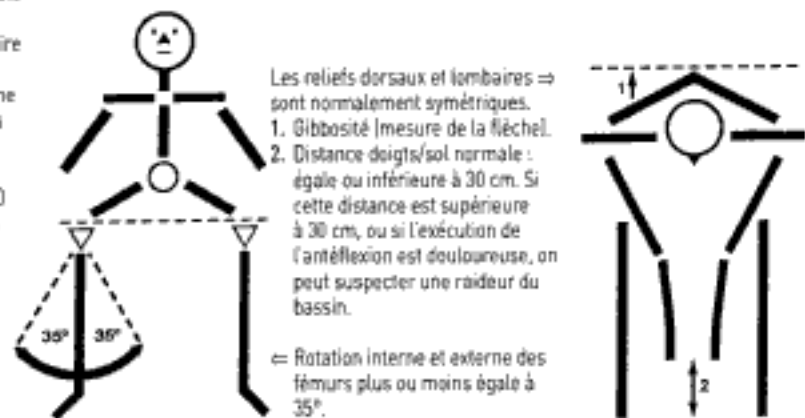 ire
ne
i
)
Les reliefs dorsaux et lombaires ⇒
sont normalement symétriques.
1. Gibbosité (mesure de la flèche).
2. Distance doigts/sol normale :
égale ou inférieure à 30 cm. Si
cette distance est supérieure
à 30 cm, ou si l'exécution de
l'antéflexion est douloureuse, on
peut suspecter une raideur du
bassin.
35° 35°
⇐ Rotation interne et externe des
fémurs plus ou moins égale à
35°.
1
2